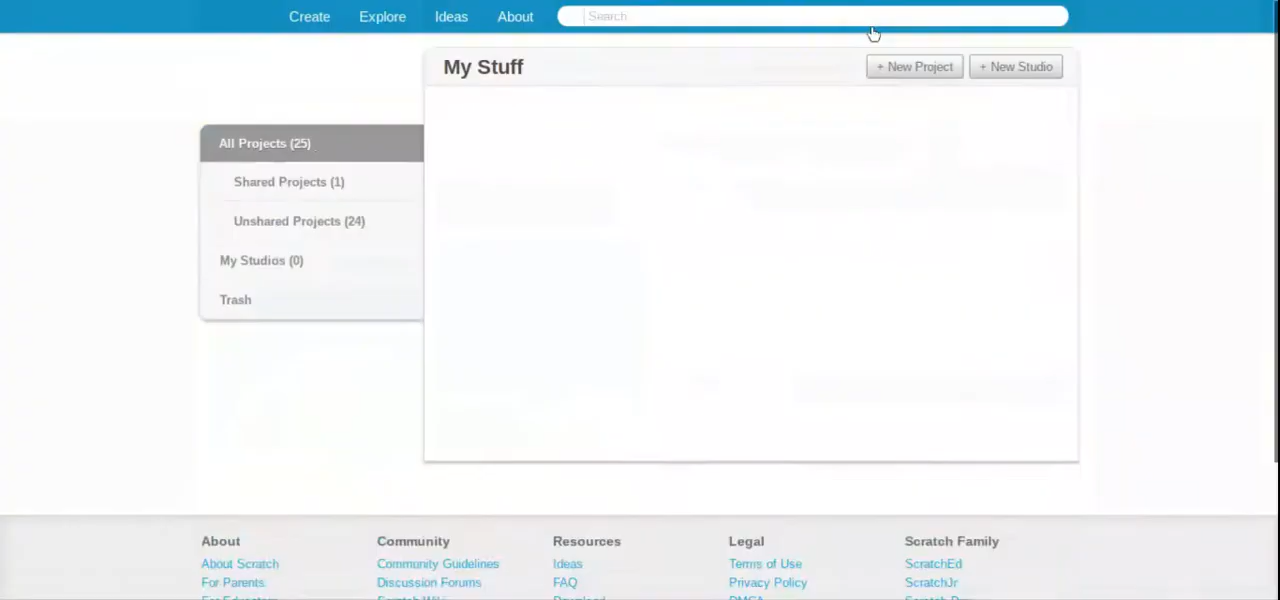 Create Explore Ideas About Search
My Stuff + New Project + New Studio
All Projects (25)
Shared Projects (1)
Unshared Projects (24)
My Studios (0)
Trash
About Community Resources Legal Scratch Family
About Scratch Community Guidelines Ideas Terms of Use ScratchEd
For Parents Discussion Forums FAQ Privacy Policy ScratchJr